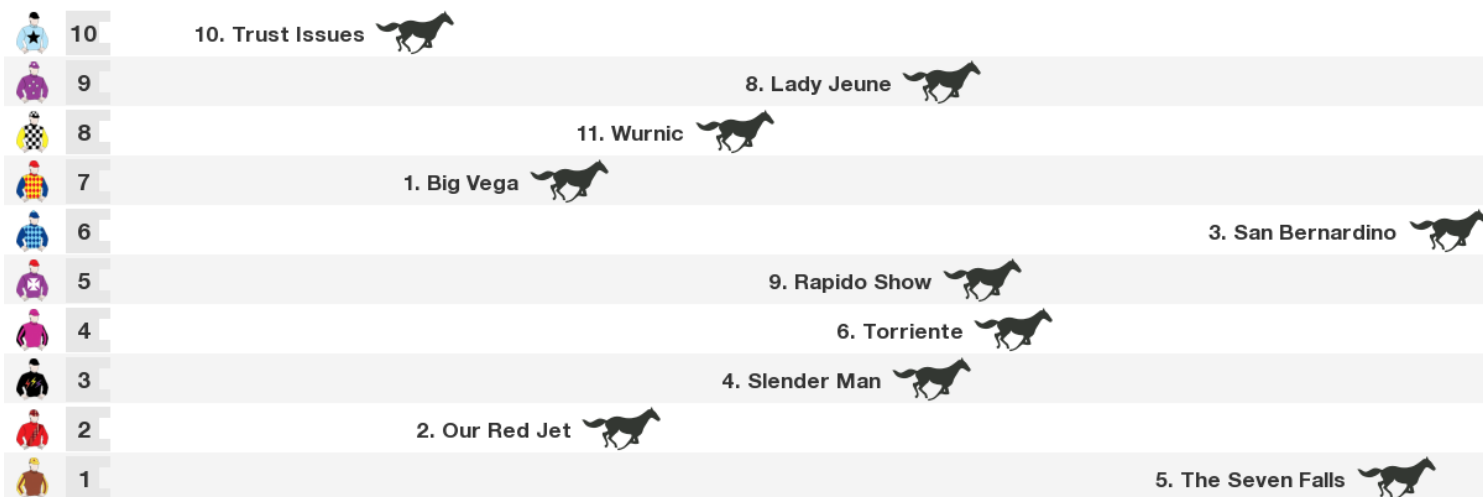 10 10. Trust Issues
9 8. Lady Jeune
8 11. Wurnic
7 1. Big Vega
6 3. San Bernardino
5 9. Rapido Show
4 6. Torriente
3 4. Slender Man
2 2. Our Red Jet
1 5. The Seven Falls